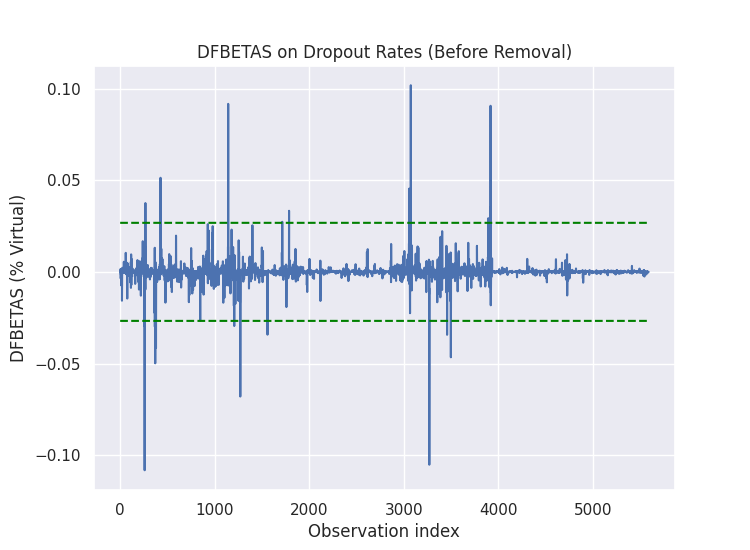 DFBETAS on Dropout Rates (Before Removal)
0.10
0.05
0.00
−0.05
−0.10
DFBETAS (% Virtual)
0 1000 2000 3000 4000 5000
Observation index